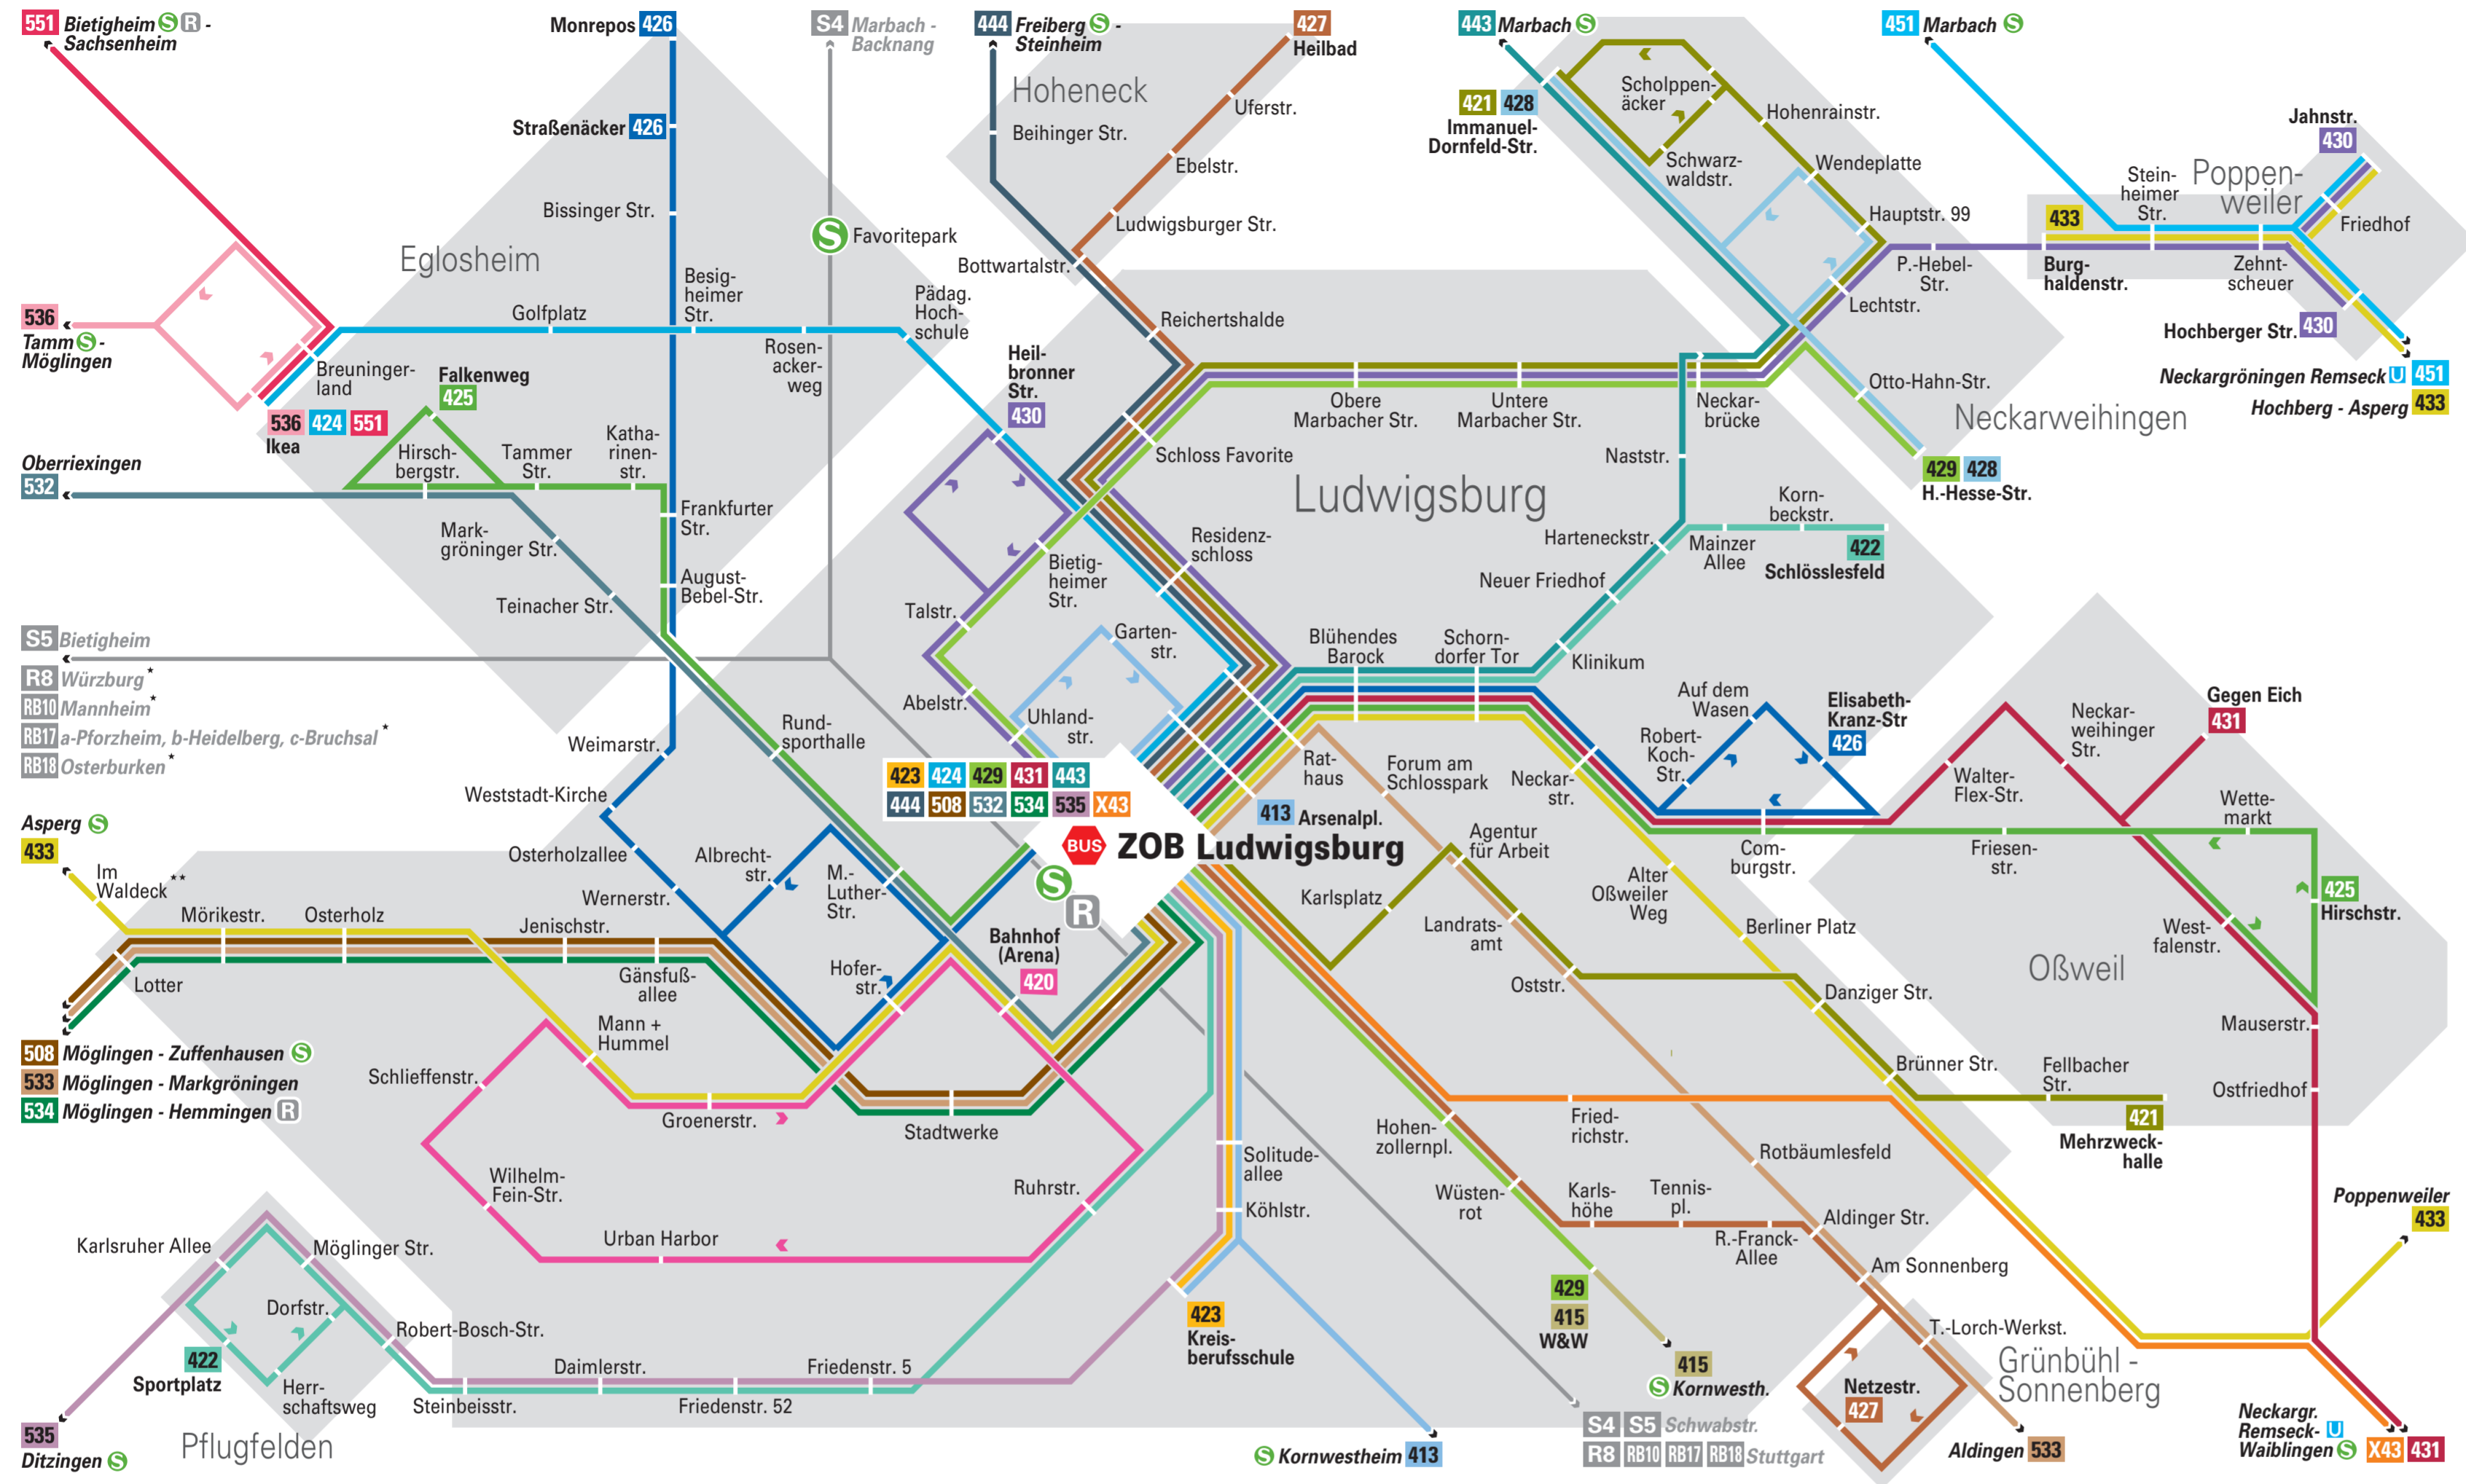 551 Bietigheim S R -
Sachsenheim
Monrepos 426
S4 Marbach -
Backnang
444 Freiberg S -
Steinheim
427
Heilbad
443 Marbach S
451 Marbach S
Hoheneck
Scholppen-
äcker
Uferstr.
421 428
Immanuel-
Dornfeld-Str.
Hohenrainstr.
Straßenäcker 426
Beihinger Str.
Jahnstr.
430
Ebelstr.
Schwarz-
waldstr.
Wendeplatte
Stein-
heimer
Str.
Poppen-
weiler
Bissinger Str.
Ludwigsburger Str.
Hauptstr. 99
433
Friedhof
S Favoritepark
Eglosheim
Bottwartalstr.
P.-Hebel-
Str.
Burg-
haldenstr.
Zehnt-
scheuer
Besig-
heimer
Str.
Pädag.
Hoch-
schule
Lechtstr.
Golfplatz
Reichertshalde
Hochberger Str. 430
536
Tamm S -
Möglingen
Rosen-
acker-
weg
Heil-
bronner
Str.
430
Breuninger-
land
Falkenweg
425
Otto-Hahn-Str.
Neckargröningen Remseck U 451
Hochberg - Asperg 433
Obere
Marbacher Str.
Untere
Marbacher Str.
Neckar-
brücke
Neckarweihingen
536 424 551
Ikea
Hirsch-
bergstr.
Tammer
Str.
Katha-
rinen-
str.
Schloss Favorite
Naststr.
Oberriexingen
532
429 428
H.-Hesse-Str.
Ludwigsburg
Korn-
beckstr.
Frankfurter
Str.
Mark-
gröninger Str.
Residenz-
schloss
Harteneckstr.
Mainzer
Allee
422
Schlösslesfeld
Bietig-
heimer
Str.
August-
Bebel-Str.
Neuer Friedhof
Teinacher Str.
Talstr.
S5 Bietigheim
R8 Würzburg *
RB10 Mannheim *
RB17 a-Pforzheim, b-Heidelberg, c-Bruchsal *
RB18 Osterburken *
Garten-
str.
Blühendes
Barock
Schorn-
dorfer Tor
Klinikum
Abelstr.
Uhland-
str.
Auf dem
Wasen
Elisabeth-
Kranz-Str
426
Neckar-
weihinger
Str.
Gegen Eich
431
Rund-
sporthalle
Weimarstr.
Robert-
Koch-
Str.
Rat-
haus
Forum am
Schlosspark
Neckar-
str.
Walter-
Flex-Str.
Weststadt-Kirche
423 424 429 431 443
444 508 532 534 535 X43
413 Arsenalpl.
Wette-
markt
Asperg S
433
BUS ZOB Ludwigsburg
Agentur
für Arbeit
Osterholzallee
Albrecht-
str.
Com-
burgstr.
Friesen-
str.
Im
Waldeck **
M.-
Luther-
Str.
S
R
Karlsplatz
Alter
Oßweiler
Weg
425
Hirschstr.
Wernerstr.
Mörikestr.
Osterholz
Jenischstr.
Landrats-
amt
Berliner Platz
West-
falenstr.
Bahnhof
(Arena)
420
Oßweil
Lotter
Gänsfuß-
allee
Hofer-
str.
Oststr.
Danziger Str.
Mauserstr.
Mann +
Hummel
508 Möglingen - Zuffenhausen S
533 Möglingen - Markgröningen
534 Möglingen - Hemmingen R
Schlieffenstr.
Brünner Str.
Fellbacher
Str.
Ostfriedhof
Groenerstr.
Stadtwerke
Hohen-
zollernpl.
Fried-
richstr.
421
Mehrzweck-
halle
Solitude-
allee
Rotbäumlesfeld
Wilhelm-
Fein-Str.
Ruhrstr.
Wüsten-
rot
Karls-
höhe
Tennis-
pl.
Poppenweiler
433
Köhlstr.
Aldinger Str.
Karlsruher Allee
Möglinger Str.
Urban Harbor
R.-Franck-
Allee
Am Sonnenberg
429
415
W&W
Dorfstr.
423
Kreis-
berufsschule
Robert-Bosch-Str.
T.-Lorch-Werkst.
422
Sportplatz
Daimlerstr.
Friedenstr. 5
415
S Kornwesth.
Grünbühl -
Sonnenberg
Herr-
schaftsweg
Steinbeisstr.
Friedenstr. 52
Netzestr.
427
535
Ditzingen S
Pflugfelden
S Kornwestheim 413
S4 S5 Schwabstr.
R8 RB10 RB17 RB18 Stuttgart
Aldingen 533
Neckargr.
Remseck- U
Waiblingen S X43 431